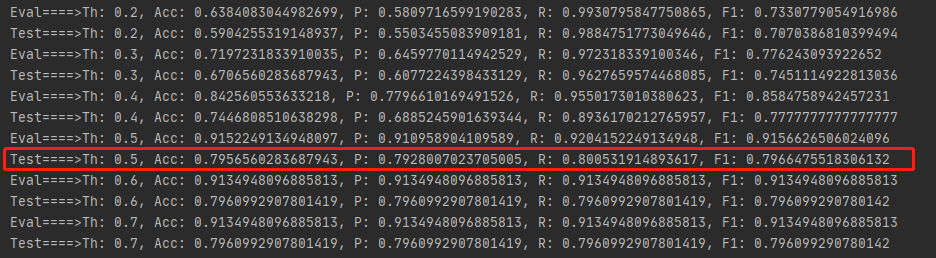 Eval====>Th: 0.2, Acc: 0.6384083044982699, P: 0.5809716599190283, R: 0.9930795847750865, F1: 0.7330779054916986
Test====>Th: 0.2, Acc: 0.5904255319148937, P: 0.5503455083909181, R: 0.9884751773049646, F1: 0.7070386810399494
Eval====>Th: 0.3, Acc: 0.7197231833910035, P: 0.6459770114942529, R: 0.972318339100346, F1: 0.776243093922652
Test====>Th: 0.3, Acc: 0.6706560283687943, P: 0.6077224398433129, R: 0.9627659574468085, F1: 0.7451114922813036
Eval====>Th: 0.4, Acc: 0.842560553633218, P: 0.7796610169491526, R: 0.9550173010380623, F1: 0.8584758942457231
Test====>Th: 0.4, Acc: 0.7446808510638298, P: 0.6885245901639344, R: 0.8936170212765957, F1: 0.7777777777777777
Eval====>Th: 0.5, Acc: 0.9152249134948097, P: 0.910958904109589, R: 0.9204152249134948, F1: 0.9156626506024096
Test====>Th: 0.5, Acc: 0.7956560283687943, P: 0.7928007023705005, R: 0.800531914893617, F1: 0.7966475518306132
Eval====>Th: 0.6, Acc: 0.9134948096885813, P: 0.9134948096885813, R: 0.9134948096885813, F1: 0.9134948096885813
Test====>Th: 0.6, Acc: 0.7960992907801419, P: 0.7960992907801419, R: 0.7960992907801419, F1: 0.796099290780142
Eval====>Th: 0.7, Acc: 0.9134948096885813, P: 0.9134948096885813, R: 0.9134948096885813, F1: 0.9134948096885813
Test====>Th: 0.7, Acc: 0.7960992907801419, P: 0.7960992907801419, R: 0.7960992907801419, F1: 0.796099290780142